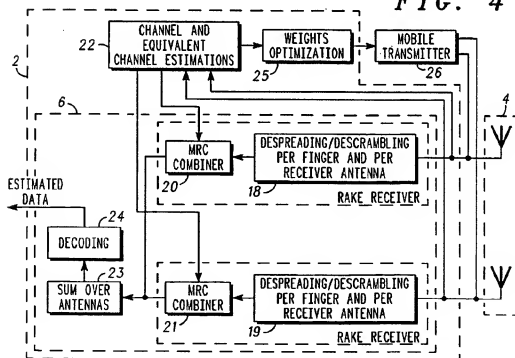 FIG. 4
CHANNEL AND
EQUIVALENT
CHANNEL ESTIMATIONS
22
WEIGHTS
OPTIMIZATION
25
MOBILE
TRANSMITTER
26
2
6
4
MRC
COMBINER
20
DESPREADING/DESCRAMBLING
PER FINGER AND PER
RECEIVER ANTENNA
18
RAKE RECEIVER
ESTIMATED
DATA
24
DECODING
23
SUM OVER
ANTENNAS
MRC
COMBINER
21
DESPREADING/DESCRAMBLING
PER FINGER AND PER
RECEIVER ANTENNA
19
RAKE RECEIVER